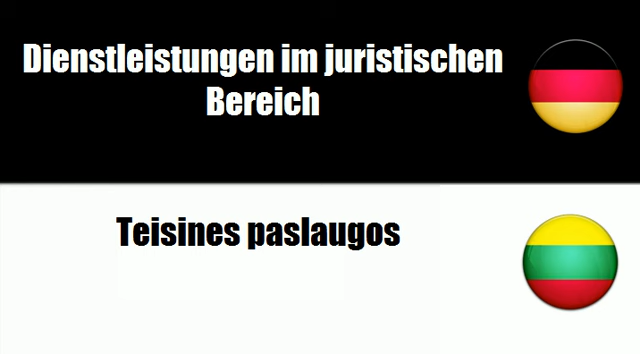 Dienstleistungen im juristischen
Bereich
Teisines paslaugos